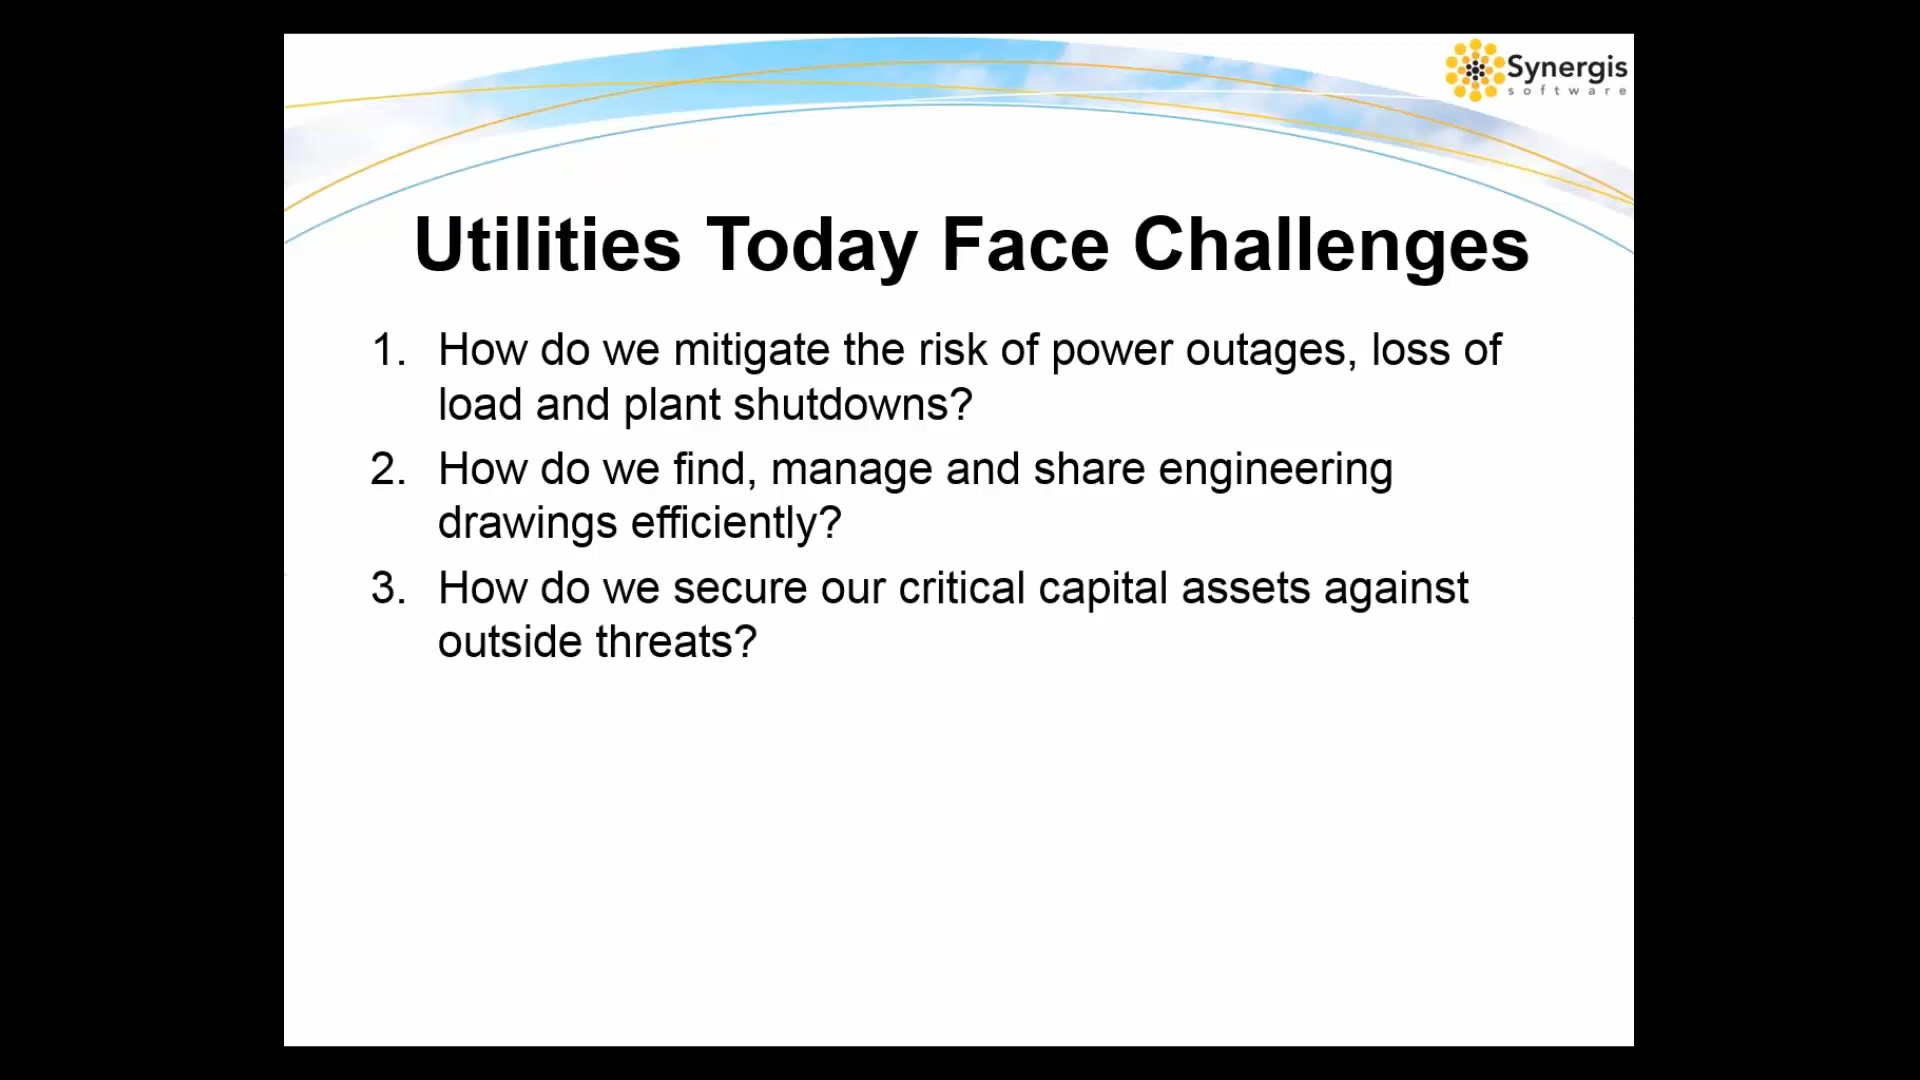 Synergis
software
Utilities Today Face Challenges
1. How do we mitigate the risk of power outages, loss of
load and plant shutdowns?
2. How do we find, manage and share engineering
drawings efficiently?
3. How do we secure our critical capital assets against
outside threats?